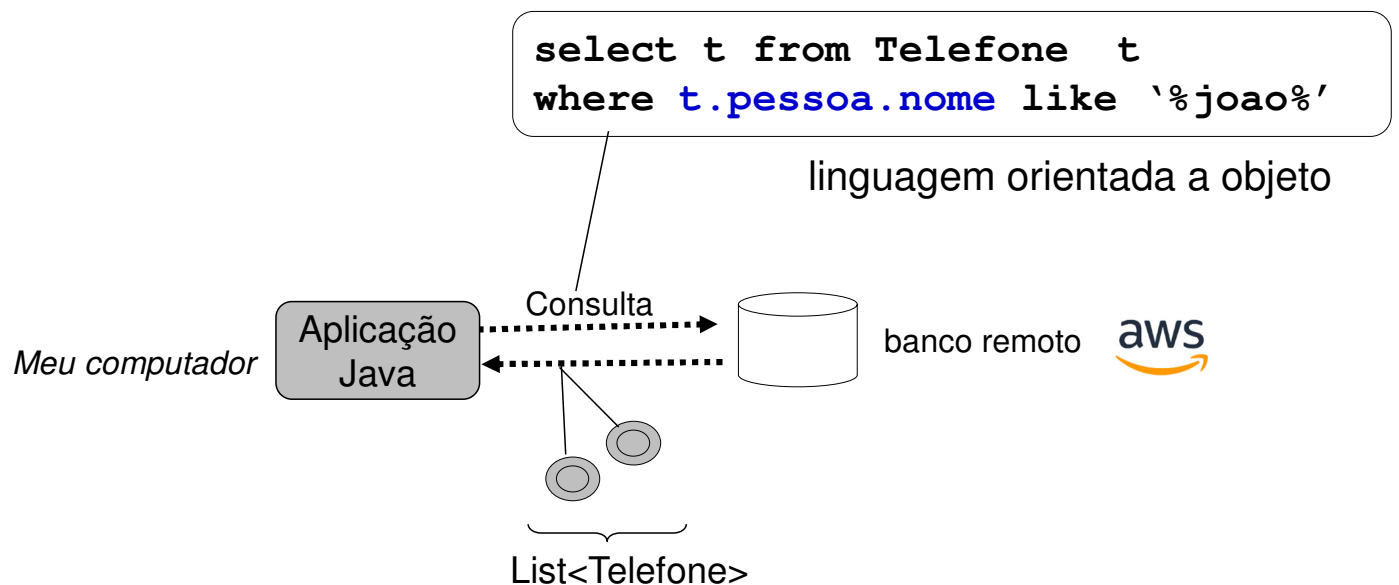 select t from Telefone t
where t.pessoa.nome like ‘%joao%’
linguagem orientada a objeto
Consulta
Aplicação
Java
Meu computador
banco remoto
aws
List<Telefone>